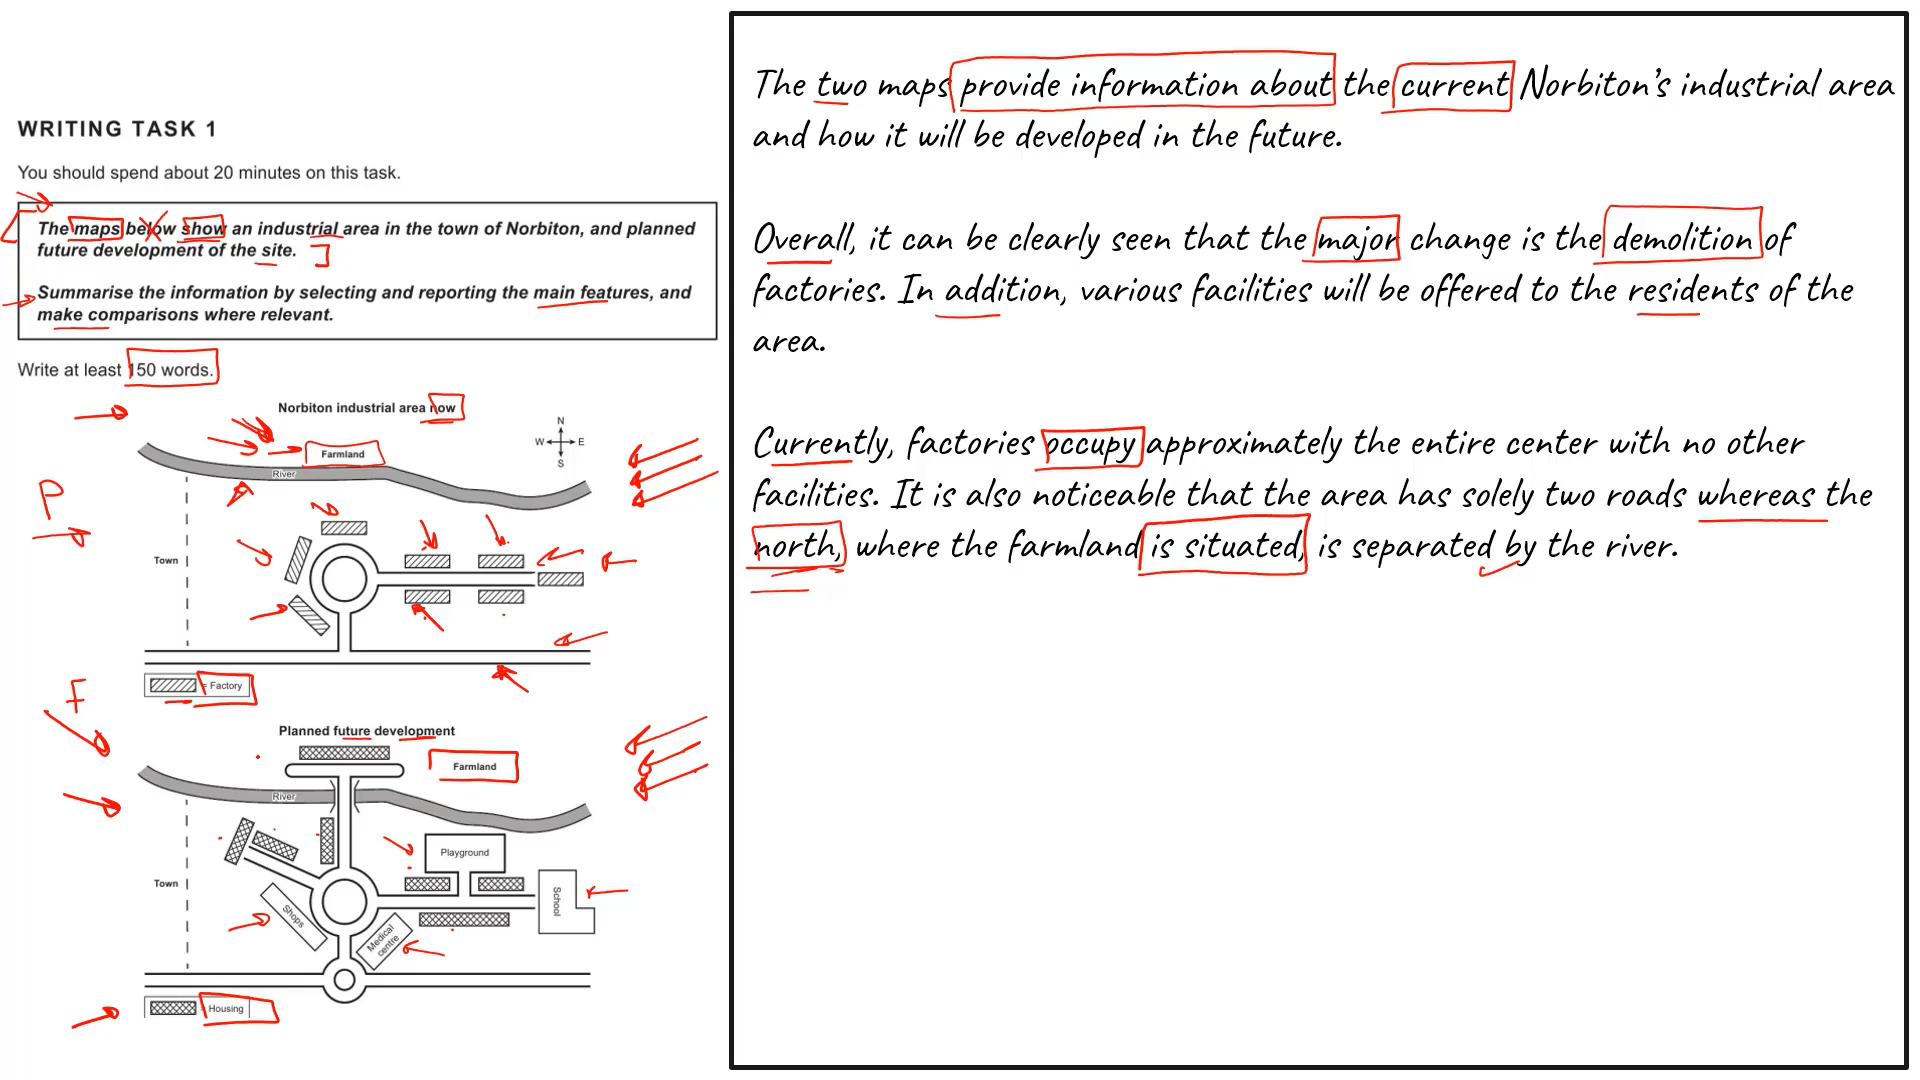 WRITING TASK 1
You should spend about 20 minutes on this task.
The maps below show an industrial area in the town of Norbiton, and planned
future development of the site.
Summarise the information by selecting and reporting the main features, and
make comparisons where relevant.
Write at least 150 words.
Norbiton industrial area now
N
W E
S
Farmland
River
P
Town
= Factory
F
Planned future development
Farmland
River
Playground
Town
School
Shops
Medical
centre
= Housing
The two maps provide information about the current Norbiton's industrial area
and how it will be developed in the future.
Overall, it can be clearly seen that the major change is the demolition of
factories. In addition, various facilities will be offered to the residents of the
area.
Currently, factories occupy approximately the entire center with no other
facilities. It is also noticeable that the area has solely two roads whereas the
north, where the farmland is situated, is separated by the river.